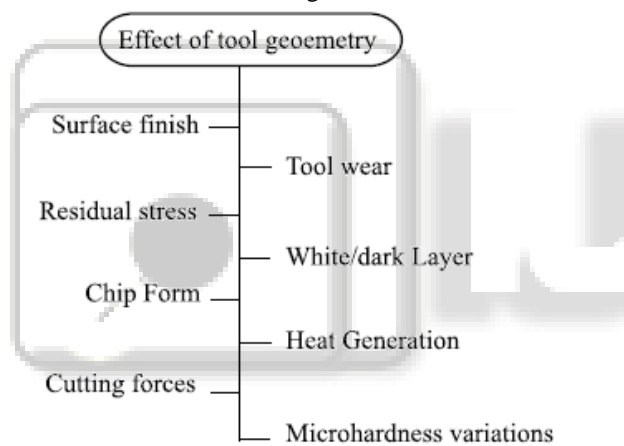 Effect of tool geoemetry
Surface finish
Tool wear
Residual stress
White/dark Layer
Chip Form
Heat Generation
Cutting forces
Microhardness variations